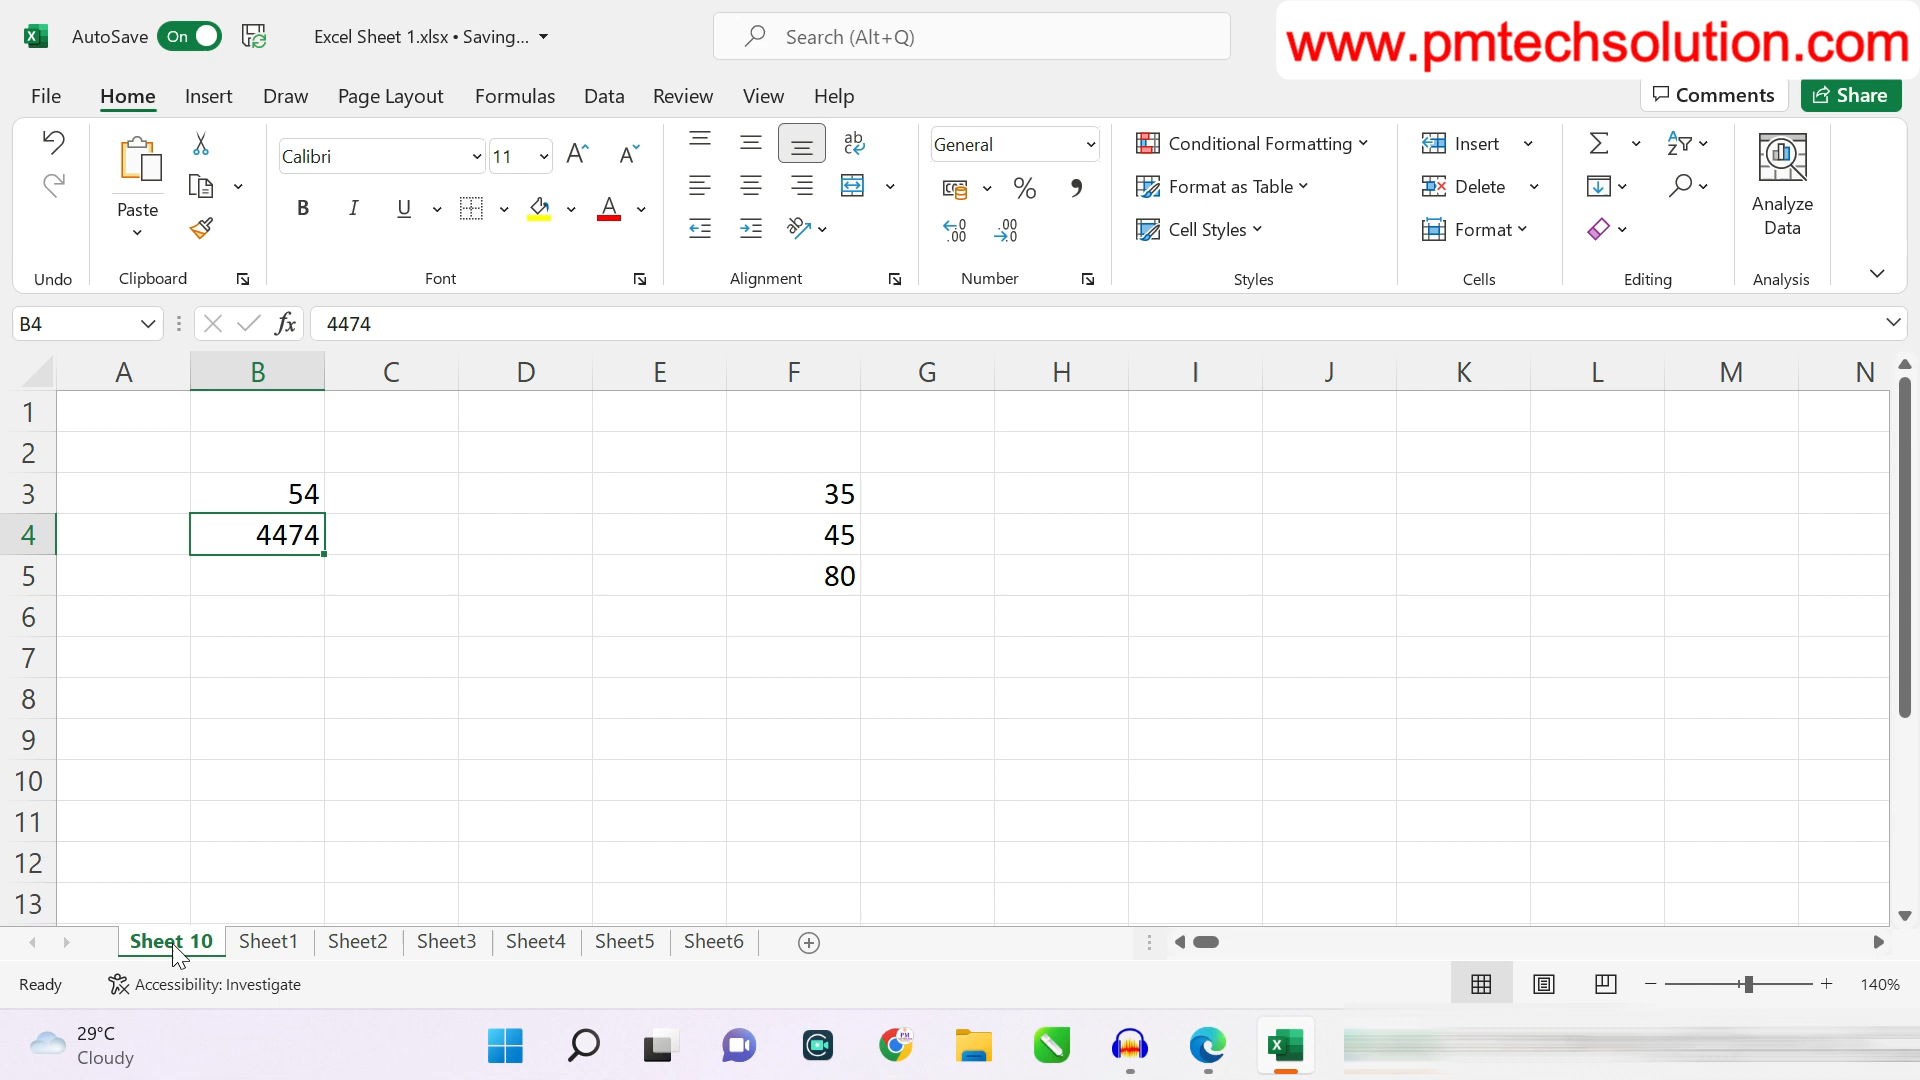 AutoSave On Excel Sheet 1.xlsx • Saving... Search (Alt+Q) www.pmtechsolution.com
File Home Insert Draw Page Layout Formulas Data Review View Help Comments Share
Calibri 11 General Conditional Formatting Insert
Paste Format as Table Delete Analyze Data
B I U A % Cell Styles Format
Undo Clipboard Font Alignment Number Styles Cells Editing Analysis
B4 fx 4474
A B C D E F G H I J K L M N
1
2
3 54 35
4 4474 45
5 80
6
7
8
9
10
11
12
13
Sheet 10 Sheet1 Sheet2 Sheet3 Sheet4 Sheet5 Sheet6
Ready Accessibility: Investigate 140%
29°C
Cloudy